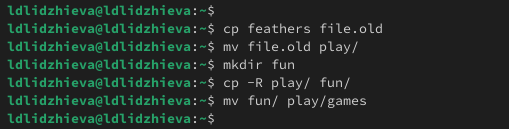 ldlidzhieva@ldlidzhieva:~$
ldlidzhieva@ldlidzhieva:~$ cp feathers file.old
ldlidzhieva@ldlidzhieva:~$ mv file.old play/
ldlidzhieva@ldlidzhieva:~$ mkdir fun
ldlidzhieva@ldlidzhieva:~$ cp -R play/ fun/
ldlidzhieva@ldlidzhieva:~$ mv fun/ play/games
ldlidzhieva@ldlidzhieva:~$